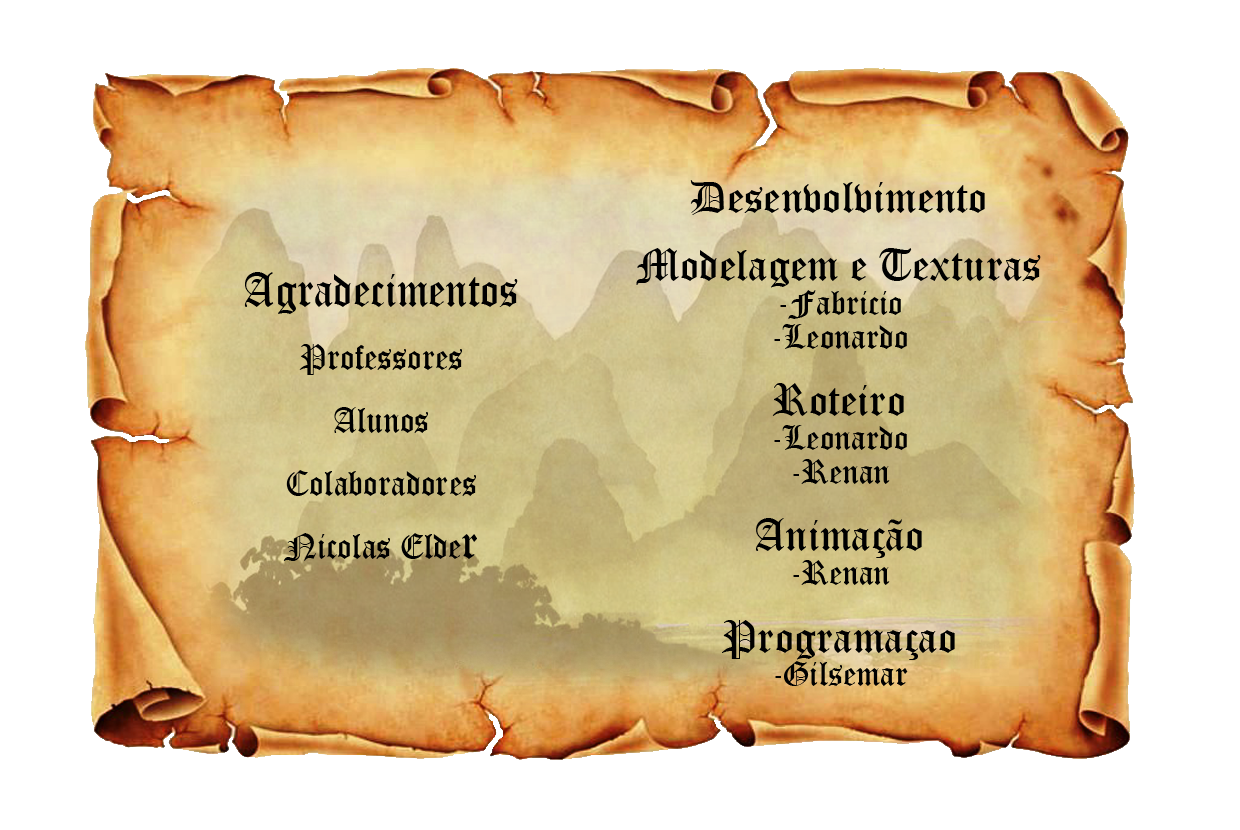 Agradecimentos
Professores
Alunos
Colaboradores
Nicolas Elder
Desenvolvimento
Modelagem e Texturas
-Fabricio
-Leonardo
Roteiro
-Leonardo
-Renan
Animação
-Renan
Programaçao
-Gilsemar